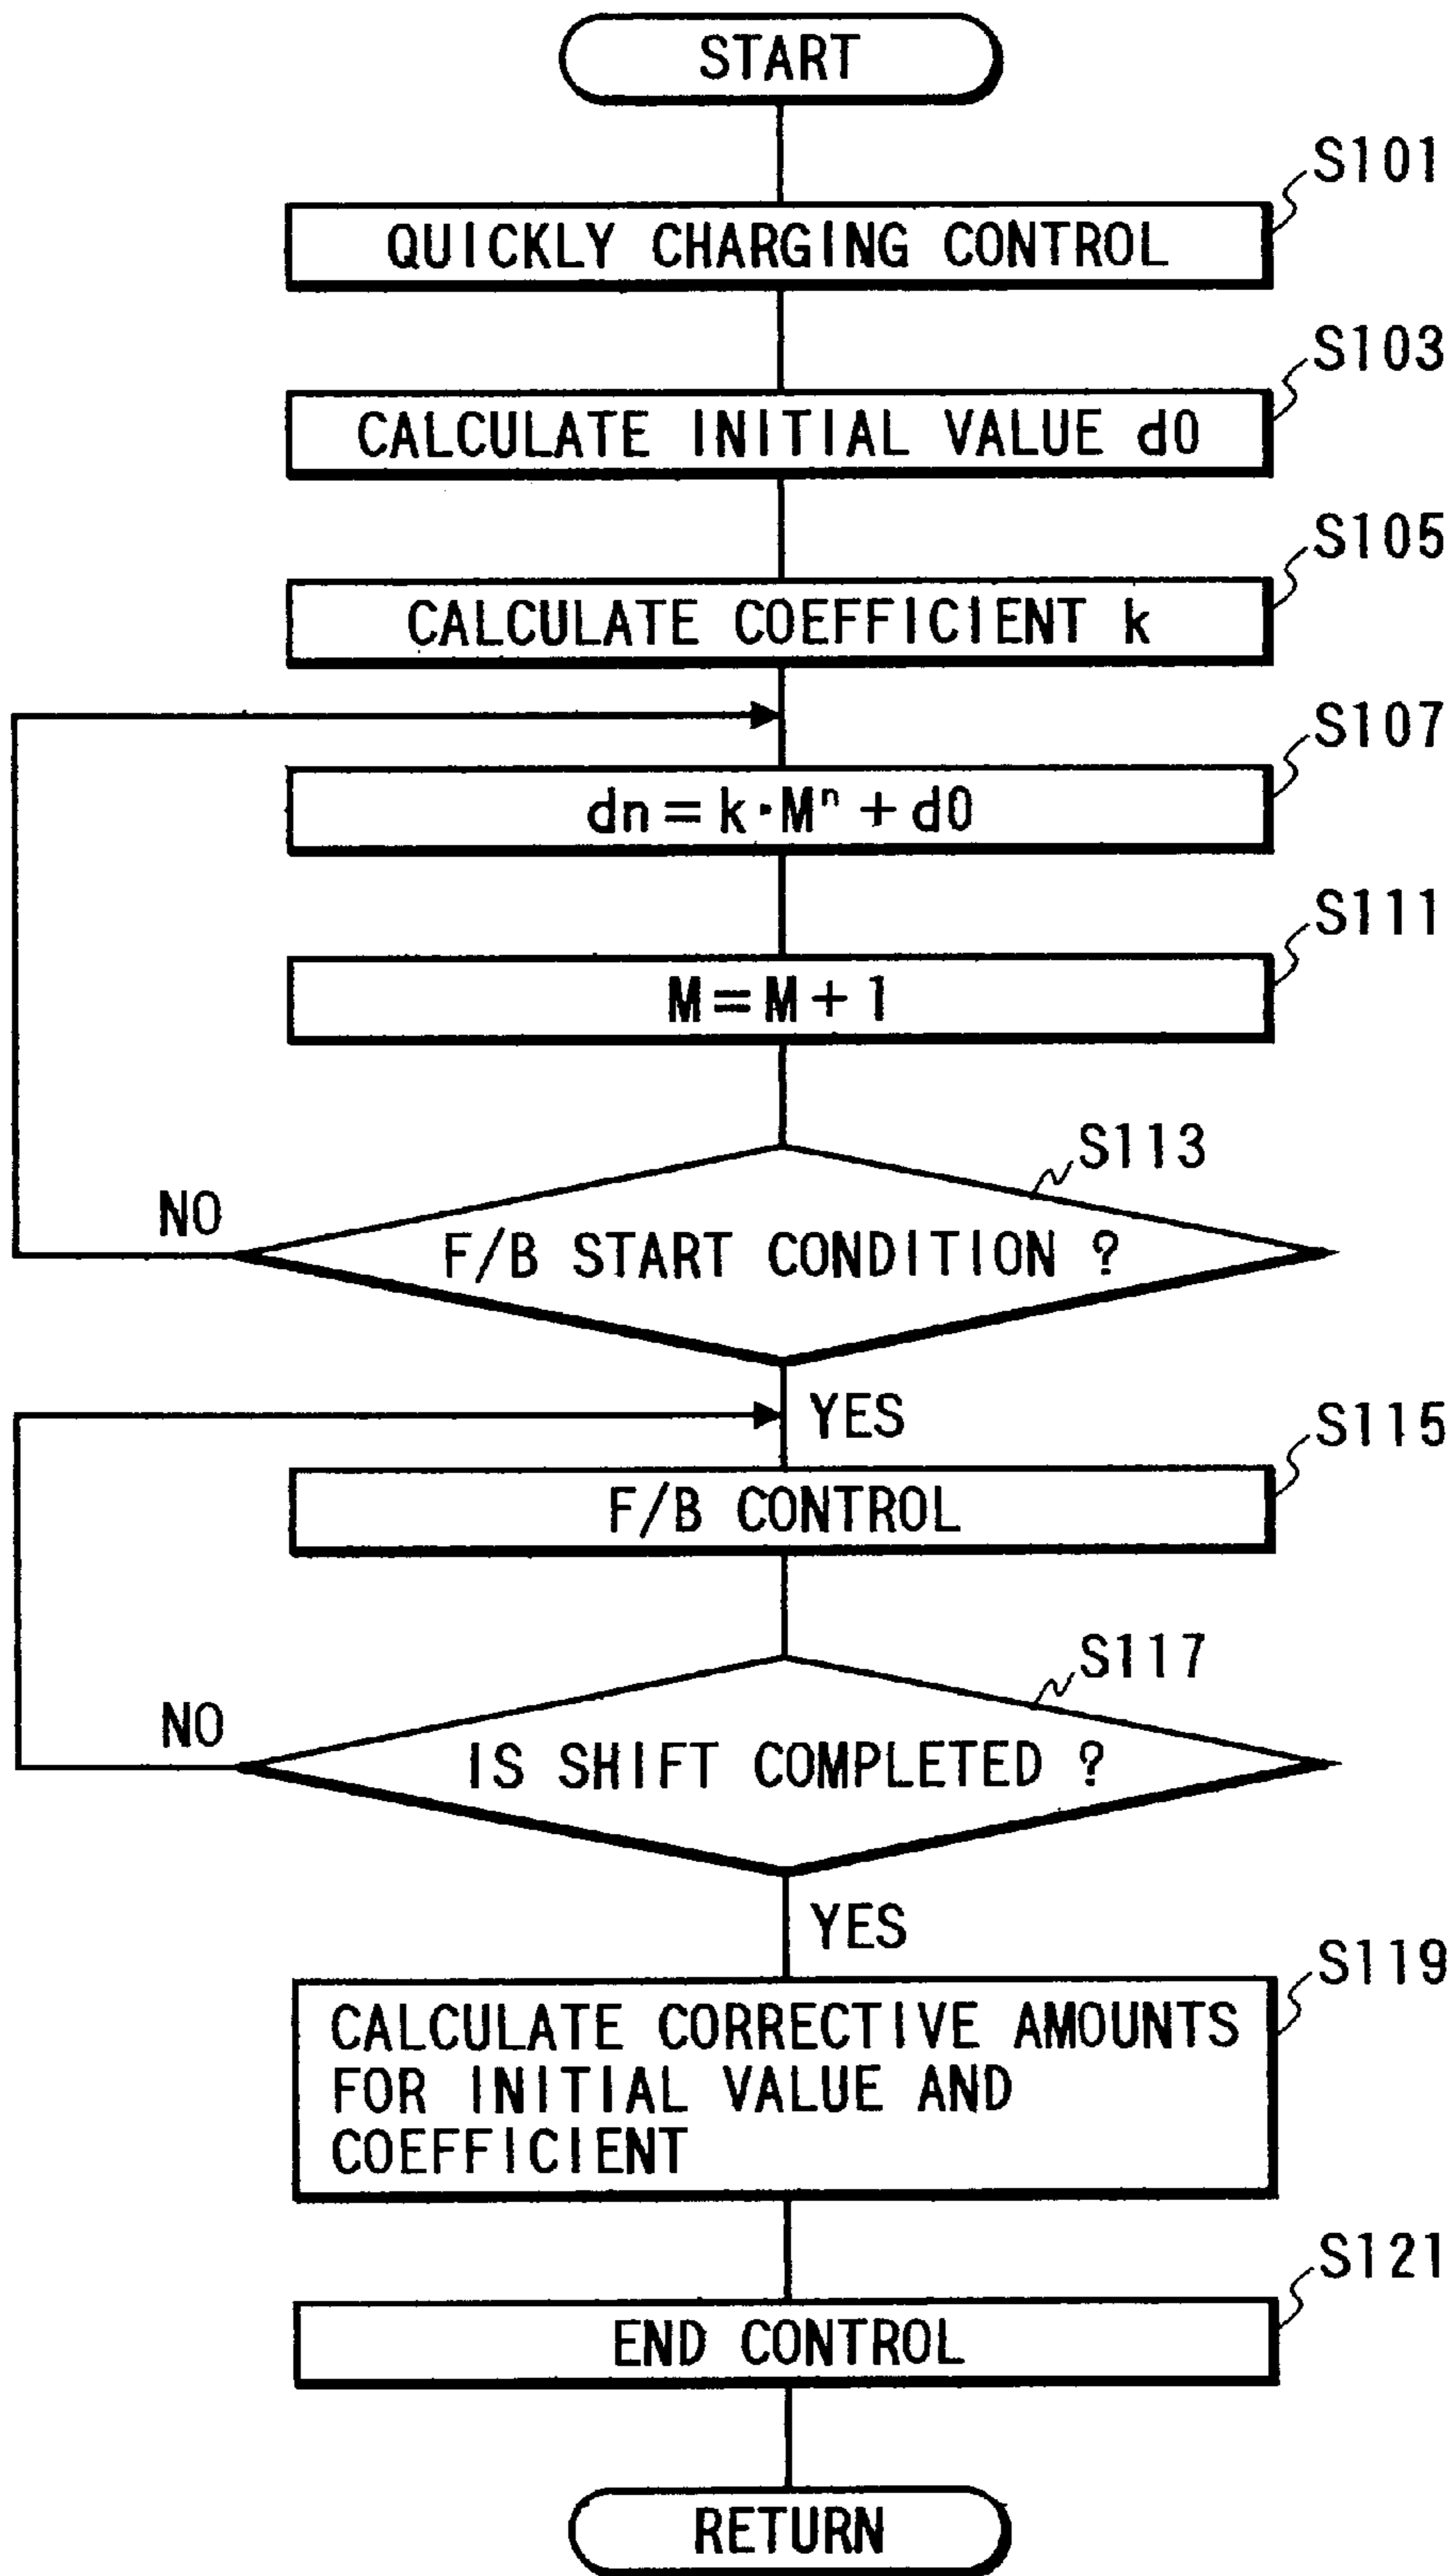 START
S101
QUICKLY CHARGING CONTROL
S103
CALCULATE INITIAL VALUE d0
S105
CALCULATE COEFFICIENT k
S107
dn = k·Mⁿ + d0
S111
M = M + 1
S113
NO
F/B START CONDITION ?
YES
S115
F/B CONTROL
S117
NO
IS SHIFT COMPLETED ?
YES
S119
CALCULATE CORRECTIVE AMOUNTS
FOR INITIAL VALUE AND
COEFFICIENT
S121
END CONTROL
RETURN